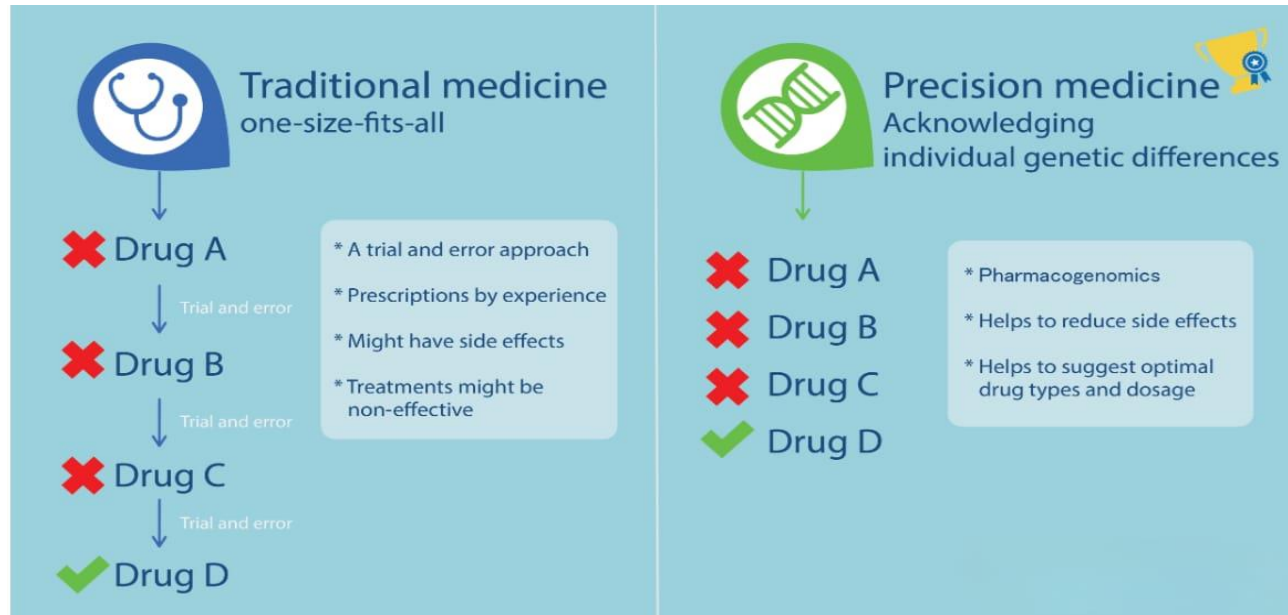 Traditional medicine
one-size-fits-all
Drug A
Trial and error
Drug B
Trial and error
Drug C
Trial and error
Drug D
* A trial and error approach
* Prescriptions by experience
* Might have side effects
* Treatments might be
non-effective
Precision medicine
Acknowledging
individual genetic differences
Drug A
Drug B
Drug C
Drug D
* Pharmacogenomics
* Helps to reduce side effects
* Helps to suggest optimal
drug types and dosage